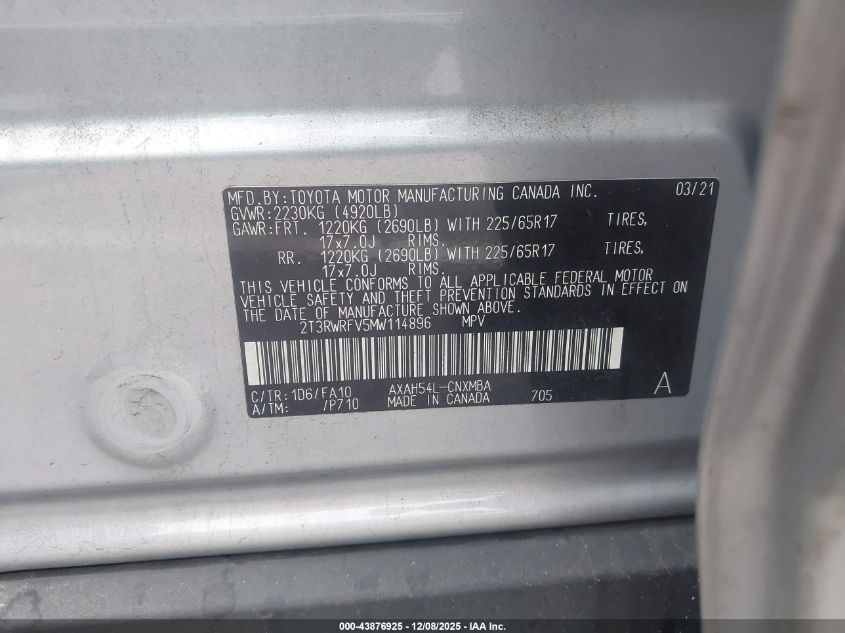 MFD.BY:TOYOTA MOTOR MANUFACTURING CANADA INC. 03/21
GVWR:2230KG (4920LB)
GAWR:FRT. 1220KG (2690LB) WITH 225/65R17 TIRES,
17x7.0J RIMS.
RR. 1220KG (2690LB) WITH 225/65R17 TIRES,
17x7.0J RIMS.
THIS VEHICLE CONFORMS TO ALL APPLICABLE FEDERAL MOTOR
VEHICLE SAFETY AND THEFT PREVENTION STANDARDS IN EFFECT ON
THE DATE OF MANUFACTURE SHOWN ABOVE.
2T3RWRFV5MW114896 MPV
C/TR:1D6/FA10 AXAH54L-CNXMBA
A/TM: /P710 MADE IN CANADA 705 A
000-43876925 - 12/08/2025 - IAA Inc.